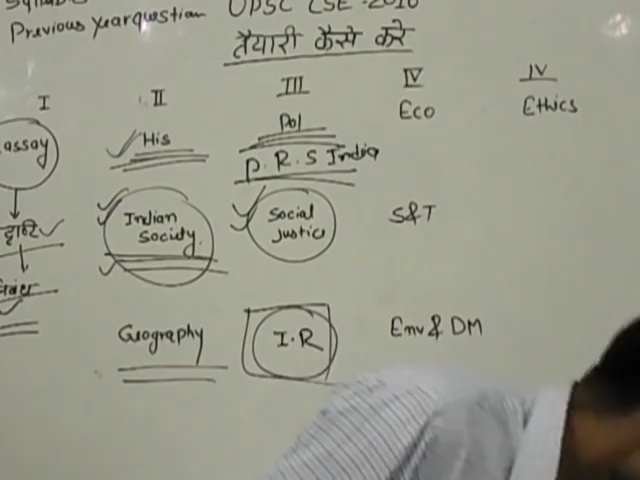 Previous year question UPSC CSE-2016
तैयारी कैसे करे
I II III IV IV
assay His Pol Eco Ethics
P.R.S India
Indian Society. Social Justice S&T
Geography I.R Env & DM